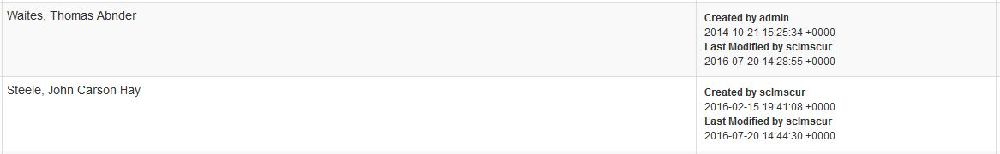 Waites, Thomas Abnder
Created by admin
2014-10-21 15:25:34 +0000
Last Modified by sclmscur
2016-07-20 14:28:55 +0000
Steele, John Carson Hay
Created by sclmscur
2016-02-15 19:41:08 +0000
Last Modified by sclmscur
2016-07-20 14:44:30 +0000